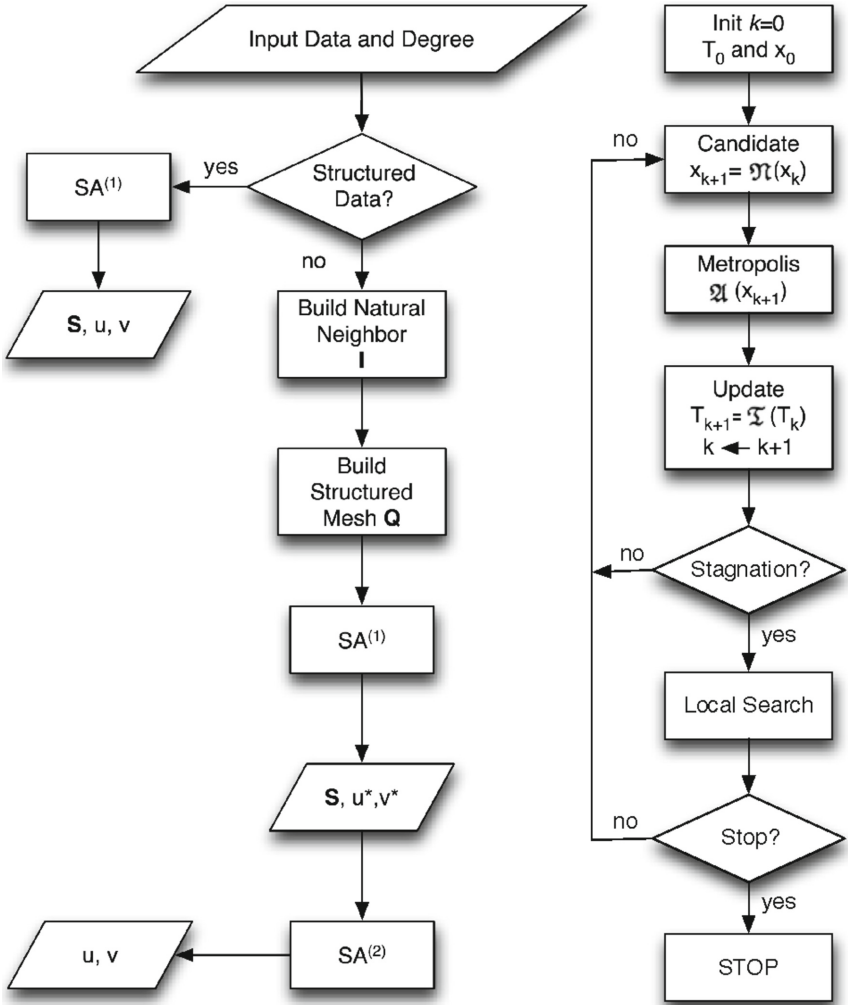 Input Data and Degree
Structured
Data?
yes
SA(1)
S, u, v
no
Build Natural
Neighbor
I
Build
Structured
Mesh Q
SA(1)
S, u*,v*
SA(2)
u, v
Init k=0
T0 and x0
no
Candidate
xk+1= 𝔑(xk)
Metropolis
𝔄 (xk+1)
Update
Tk+1= 𝔗 (Tk)
k ← k+1
no
Stagnation?
yes
Local Search
no
Stop?
yes
STOP